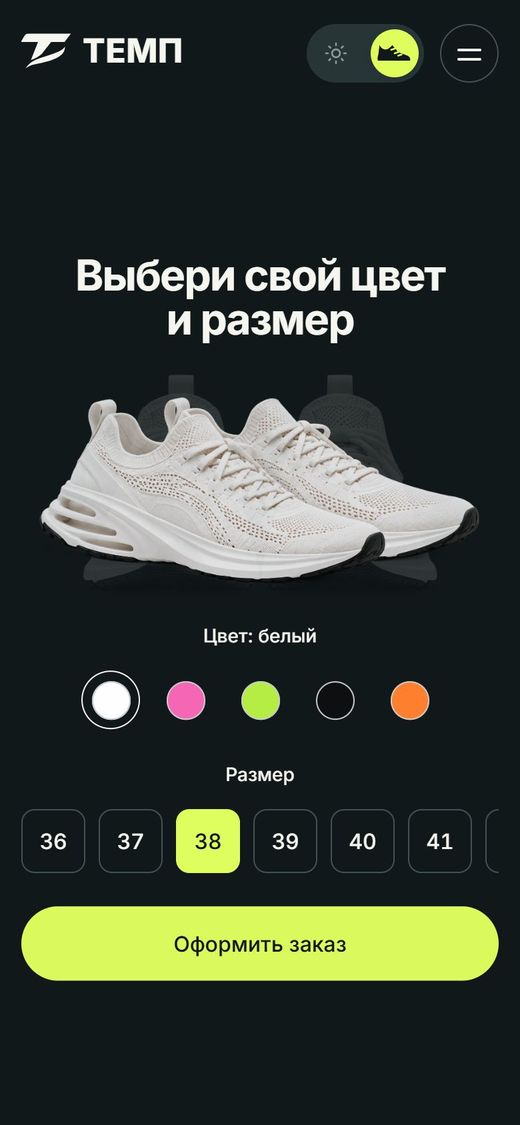 ТЕМП
Выбери свой цвет
и размер
Цвет: белый
Размер
36 37 38 39 40 41
Оформить заказ